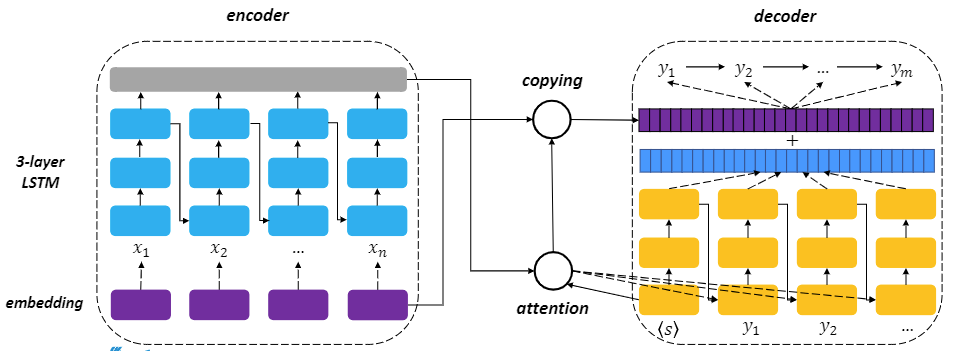 encoder
decoder
y₁ y₂ ... yₘ
copying
+
3-layer
LSTM
x₁ x₂ ... xₙ
embedding
attention
⟨s⟩ y₁ y₂ ...